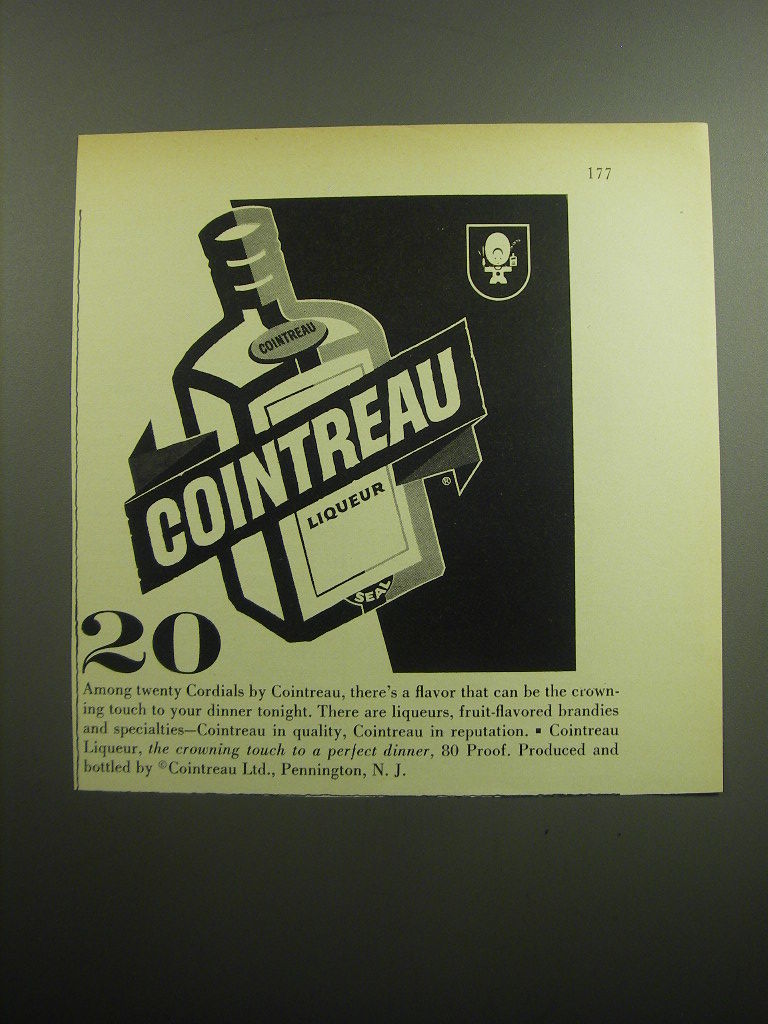 177
COINTREAU
COINTREAU
LIQUEUR
®
SEAL
20
Among twenty Cordials by Cointreau, there's a flavor that can be the crown-
ing touch to your dinner tonight. There are liqueurs, fruit-flavored brandies
and specialties—Cointreau in quality, Cointreau in reputation. ▪ Cointreau
Liqueur, the crowning touch to a perfect dinner, 80 Proof. Produced and
bottled by ©Cointreau Ltd., Pennington, N. J.